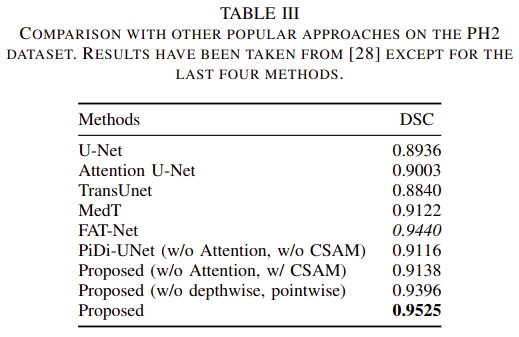 TABLE III
COMPARISON WITH OTHER POPULAR APPROACHES ON THE PH2
DATASET. RESULTS HAVE BEEN TAKEN FROM [28] EXCEPT FOR THE
LAST FOUR METHODS.
Methods DSC
U-Net 0.8936
Attention U-Net 0.9003
TransUnet 0.8840
MedT 0.9122
FAT-Net 0.9440
PiDi-UNet (w/o Attention, w/o CSAM) 0.9116
Proposed (w/o Attention, w/ CSAM) 0.9138
Proposed (w/o depthwise, pointwise) 0.9396
Proposed 0.9525